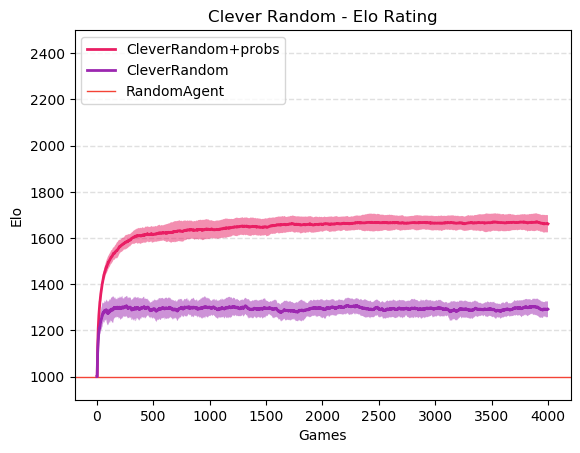 Clever Random - Elo Rating
CleverRandom+probs
CleverRandom
RandomAgent
2400
2200
2000
1800
1600
1400
1200
1000
Elo
0 500 1000 1500 2000 2500 3000 3500 4000
Games